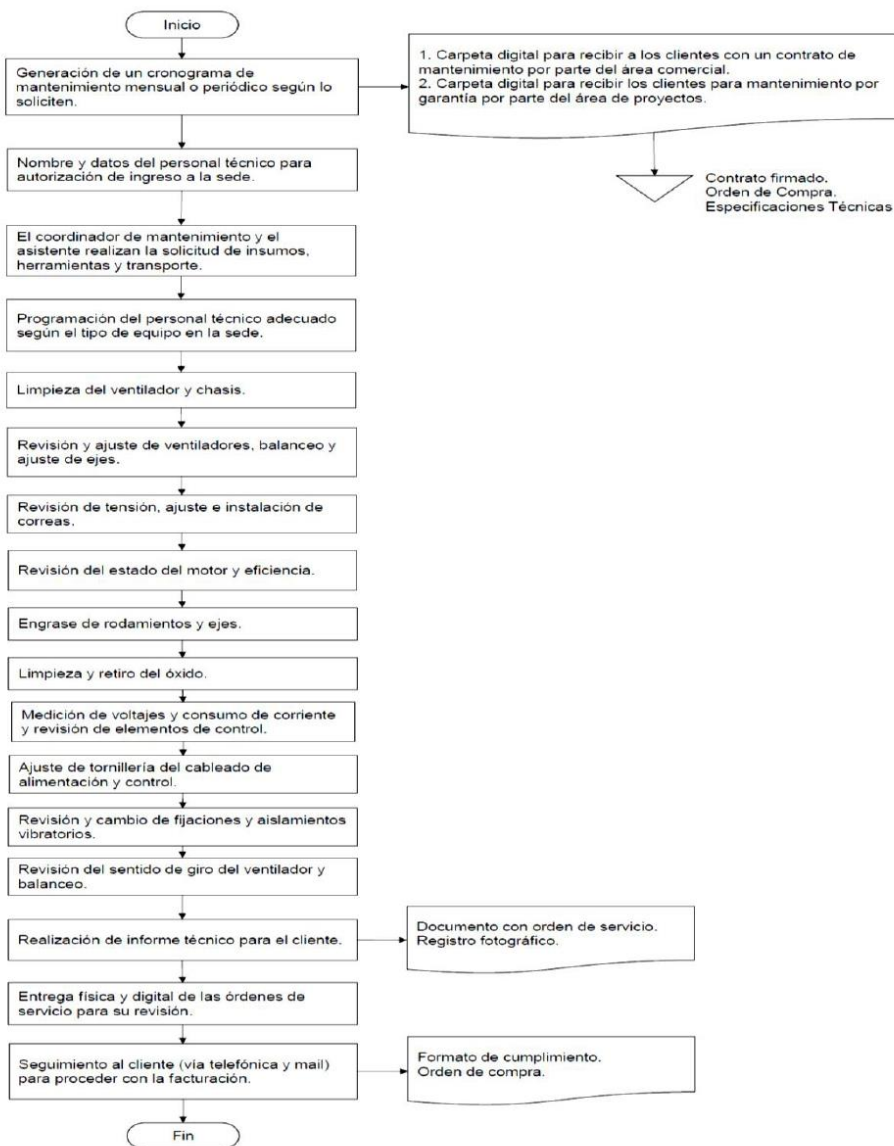 Inicio
Generación de un cronograma de
mantenimiento mensual o periódico según lo
soliciten.
1. Carpeta digital para recibir a los clientes con un contrato de
mantenimiento por parte del área comercial.
2. Carpeta digital para recibir los clientes para mantenimiento por
garantía por parte del área de proyectos.
Contrato firmado.
Orden de Compra.
Especificaciones Técnicas
Nombre y datos del personal técnico para
autorización de ingreso a la sede.
El coordinador de mantenimiento y el
asistente realizan la solicitud de insumos,
herramientas y transporte.
Programación del personal técnico adecuado
según el tipo de equipo en la sede.
Limpieza del ventilador y chasis.
Revisión y ajuste de ventiladores, balanceo y
ajuste de ejes.
Revisión de tensión, ajuste e instalación de
correas.
Revisión del estado del motor y eficiencia.
Engrase de rodamientos y ejes.
Limpieza y retiro del óxido.
Medición de voltajes y consumo de corriente
y revisión de elementos de control.
Ajuste de tornillería del cableado de
alimentación y control.
Revisión y cambio de fijaciones y aislamientos
vibratorios.
Revisión del sentido de giro del ventilador y
balanceo.
Realización de informe técnico para el cliente.
Documento con orden de servicio.
Registro fotográfico.
Entrega física y digital de las órdenes de
servicio para su revisión.
Seguimiento al cliente (vía telefónica y mail)
para proceder con la facturación.
Formato de cumplimiento.
Orden de compra.
Fin